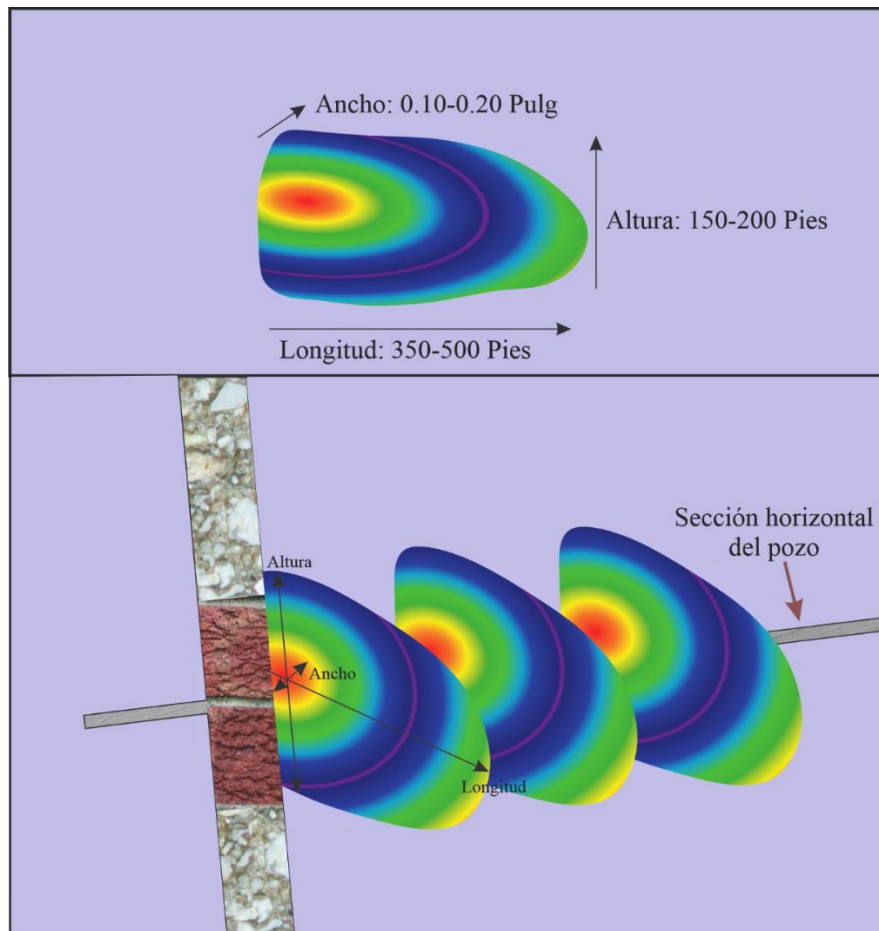 Ancho: 0.10-0.20 Pulg
Altura: 150-200 Pies
Longitud: 350-500 Pies
Sección horizontal
del pozo
Altura
Ancho
Longitud